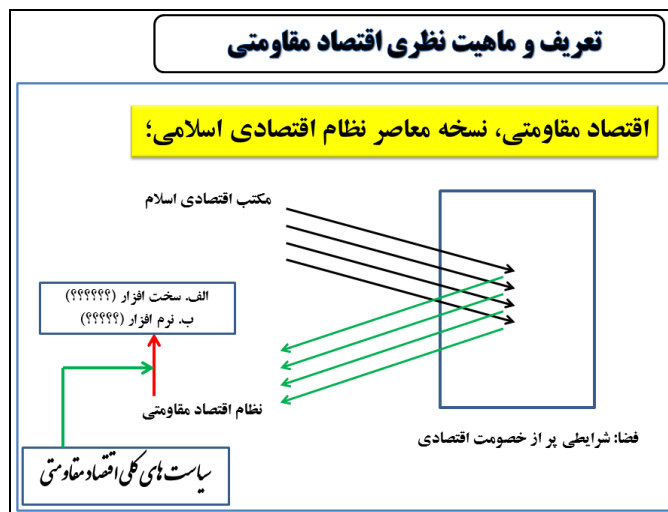 تعریف و ماهیت نظری اقتصاد مقاومتی
اقتصاد مقاومتی، نسخه معاصر نظام اقتصادی اسلامی؛
مکتب اقتصادی اسلام
الف. سخت افزار (؟؟؟؟؟؟)
ب. نرم افزار (؟؟؟؟؟)
نظام اقتصاد مقاومتی
فضا: شرایطی پر از خصومت اقتصادی
سیاست های کلی اقتصاد مقاومتی